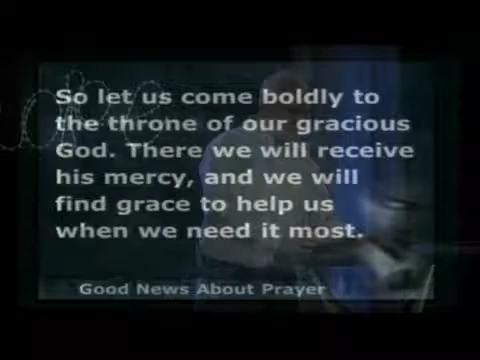 So let us come boldly to
the throne of our gracious
God. There we will receive
his mercy, and we will
find grace to help us
when we need it most.
Good News About Prayer